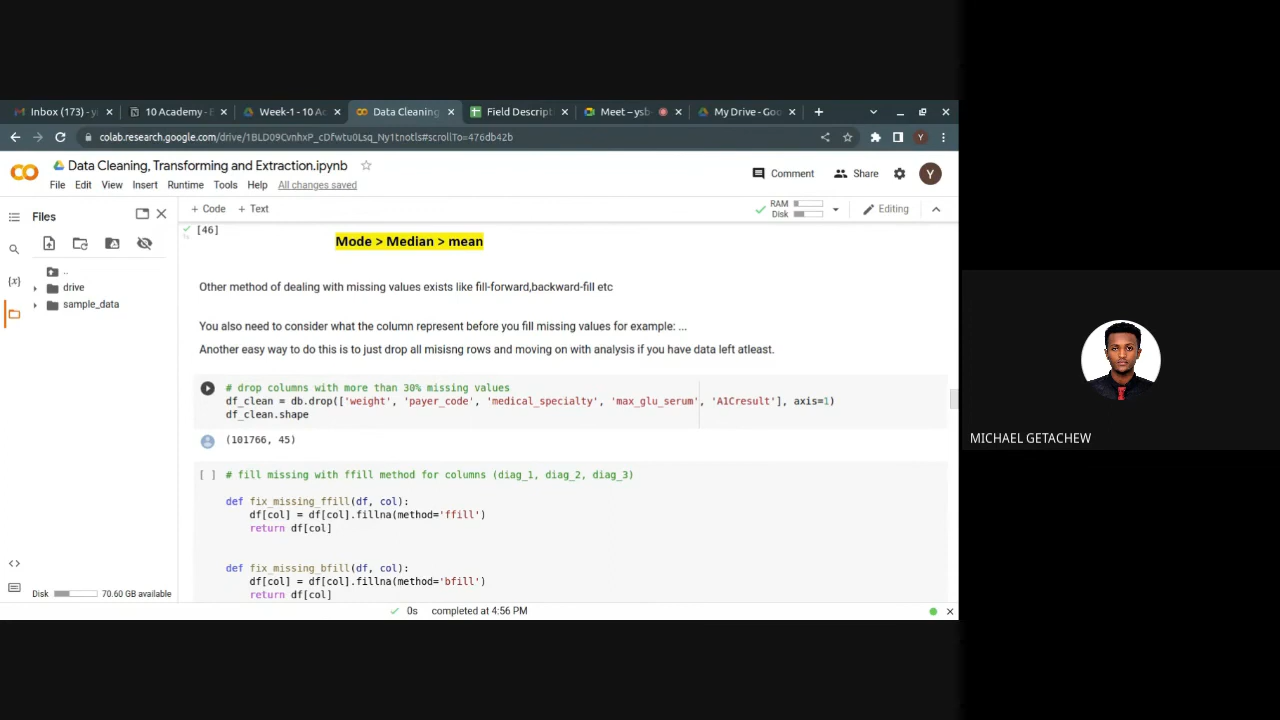 Inbox (173) - y
10 Academy - E
Week-1 - 10 Ac
Data Cleaning,
Field Descripti
Meet – ysb
My Drive - Goo
colab.research.google.com/drive/1BLD09CvnhxP_cDfwtu0Lsq_Ny1tnotls#scrollTo=476db42b
Data Cleaning, Transforming and Extraction.ipynb
File Edit View Insert Runtime Tools Help All changes saved
Comment Share Y
Files
+ Code + Text
RAM
Disk
Editing
..
drive
sample_data
[46]
Mode > Median > mean
Other method of dealing with missing values exists like fill-forward,backward-fill etc
You also need to consider what the column represent before you fill missing values for example: ...
Another easy way to do this is to just drop all misisng rows and moving on with analysis if you have data left atleast.
# drop columns with more than 30% missing values
df_clean = db.drop(['weight', 'payer_code', 'medical_specialty', 'max_glu_serum', 'A1Cresult'], axis=1)
df_clean.shape
(101766, 45)
[ ] # fill missing with ffill method for columns (diag_1, diag_2, diag_3)
def fix_missing_ffill(df, col):
df[col] = df[col].fillna(method='ffill')
return df[col]
def fix_missing_bfill(df, col):
df[col] = df[col].fillna(method='bfill')
return df[col]
Disk 70.60 GB available
0s completed at 4:56 PM
MICHAEL GETACHEW